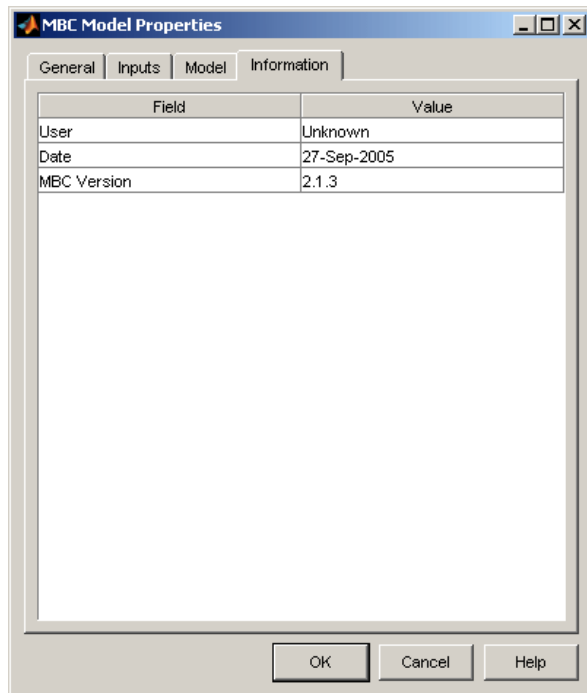 MBC Model Properties
General Inputs Model Information
Field Value
User Unknown
Date 27-Sep-2005
MBC Version 2.1.3
OK Cancel Help